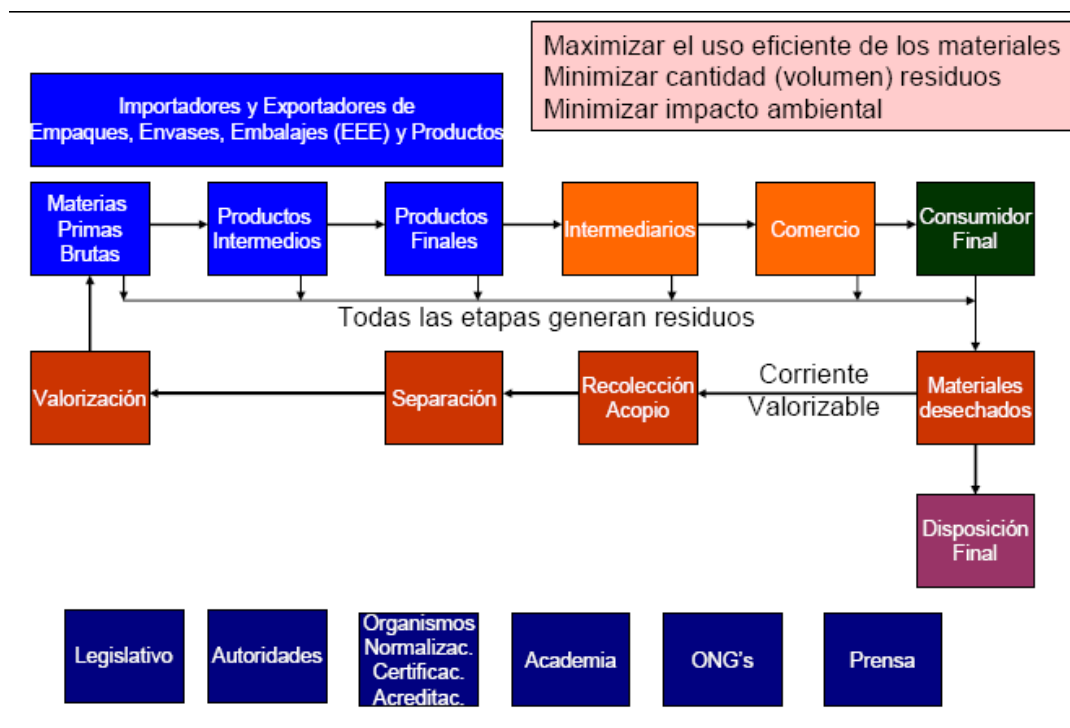 Maximizar el uso eficiente de los materiales
Minimizar cantidad (volumen) residuos
Minimizar impacto ambiental
Importadores y Exportadores de
Empaques, Envases, Embalajes (EEE) y Productos
Materias
Primas
Brutas
Productos
Intermedios
Productos
Finales
Intermediarios
Comercio
Consumidor
Final
Todas las etapas generan residuos
Valorización
Separación
Recolección
Acopio
Corriente
Valorizable
Materiales
desechados
Disposición
Final
Legislativo
Autoridades
Organismos
Normalizac.
Certificac.
Acreditac.
Academia
ONG's
Prensa